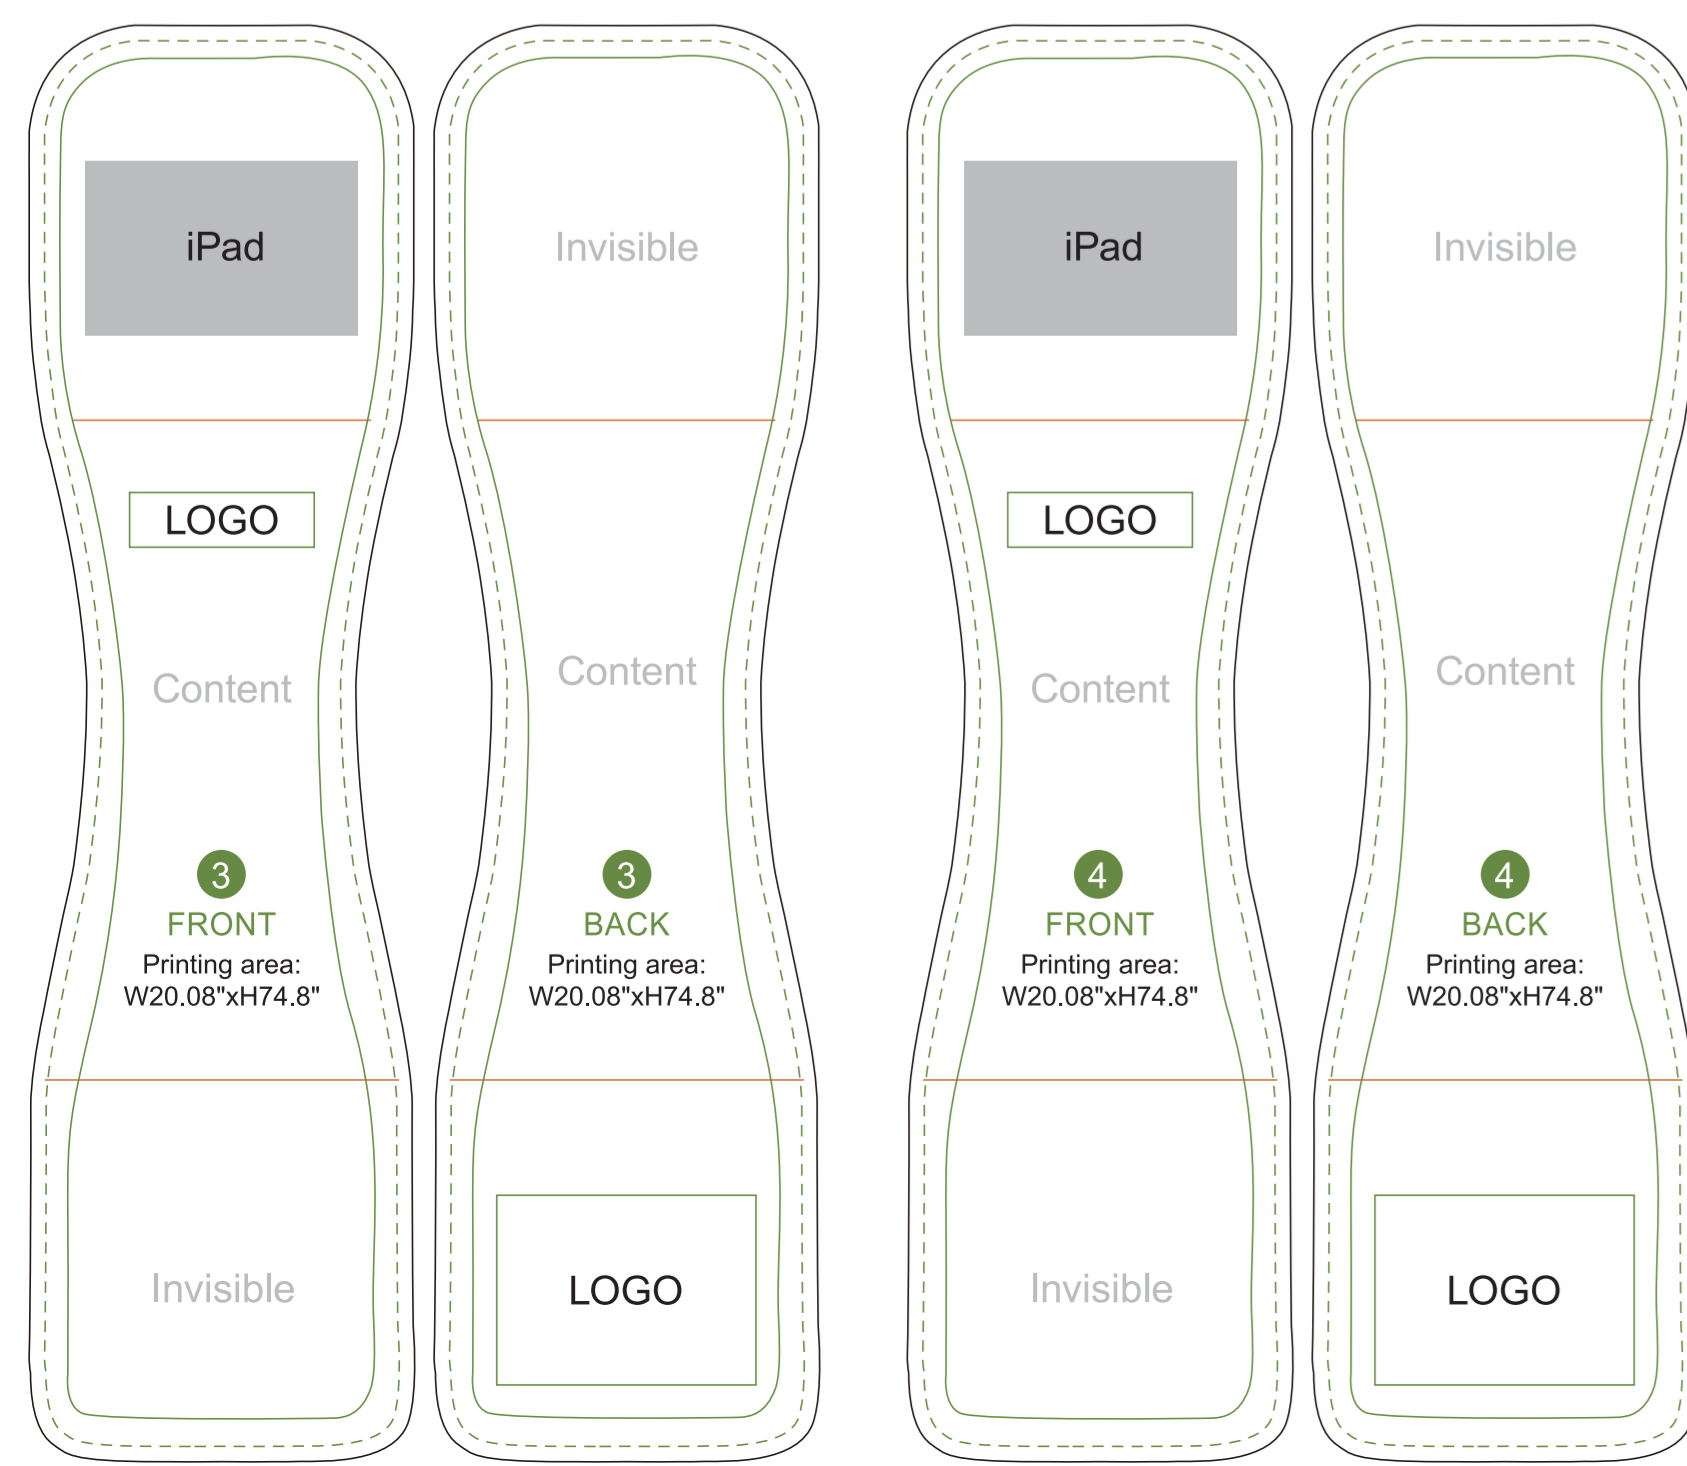 iPad
LOGO
Content
3
FRONT
Printing area:
W20.08"xH74.8"
Invisible
Invisible
Content
3
BACK
Printing area:
W20.08"xH74.8"
LOGO
iPad
LOGO
Content
4
FRONT
Printing area:
W20.08"xH74.8"
Invisible
Invisible
Content
4
BACK
Printing area:
W20.08"xH74.8"
LOGO